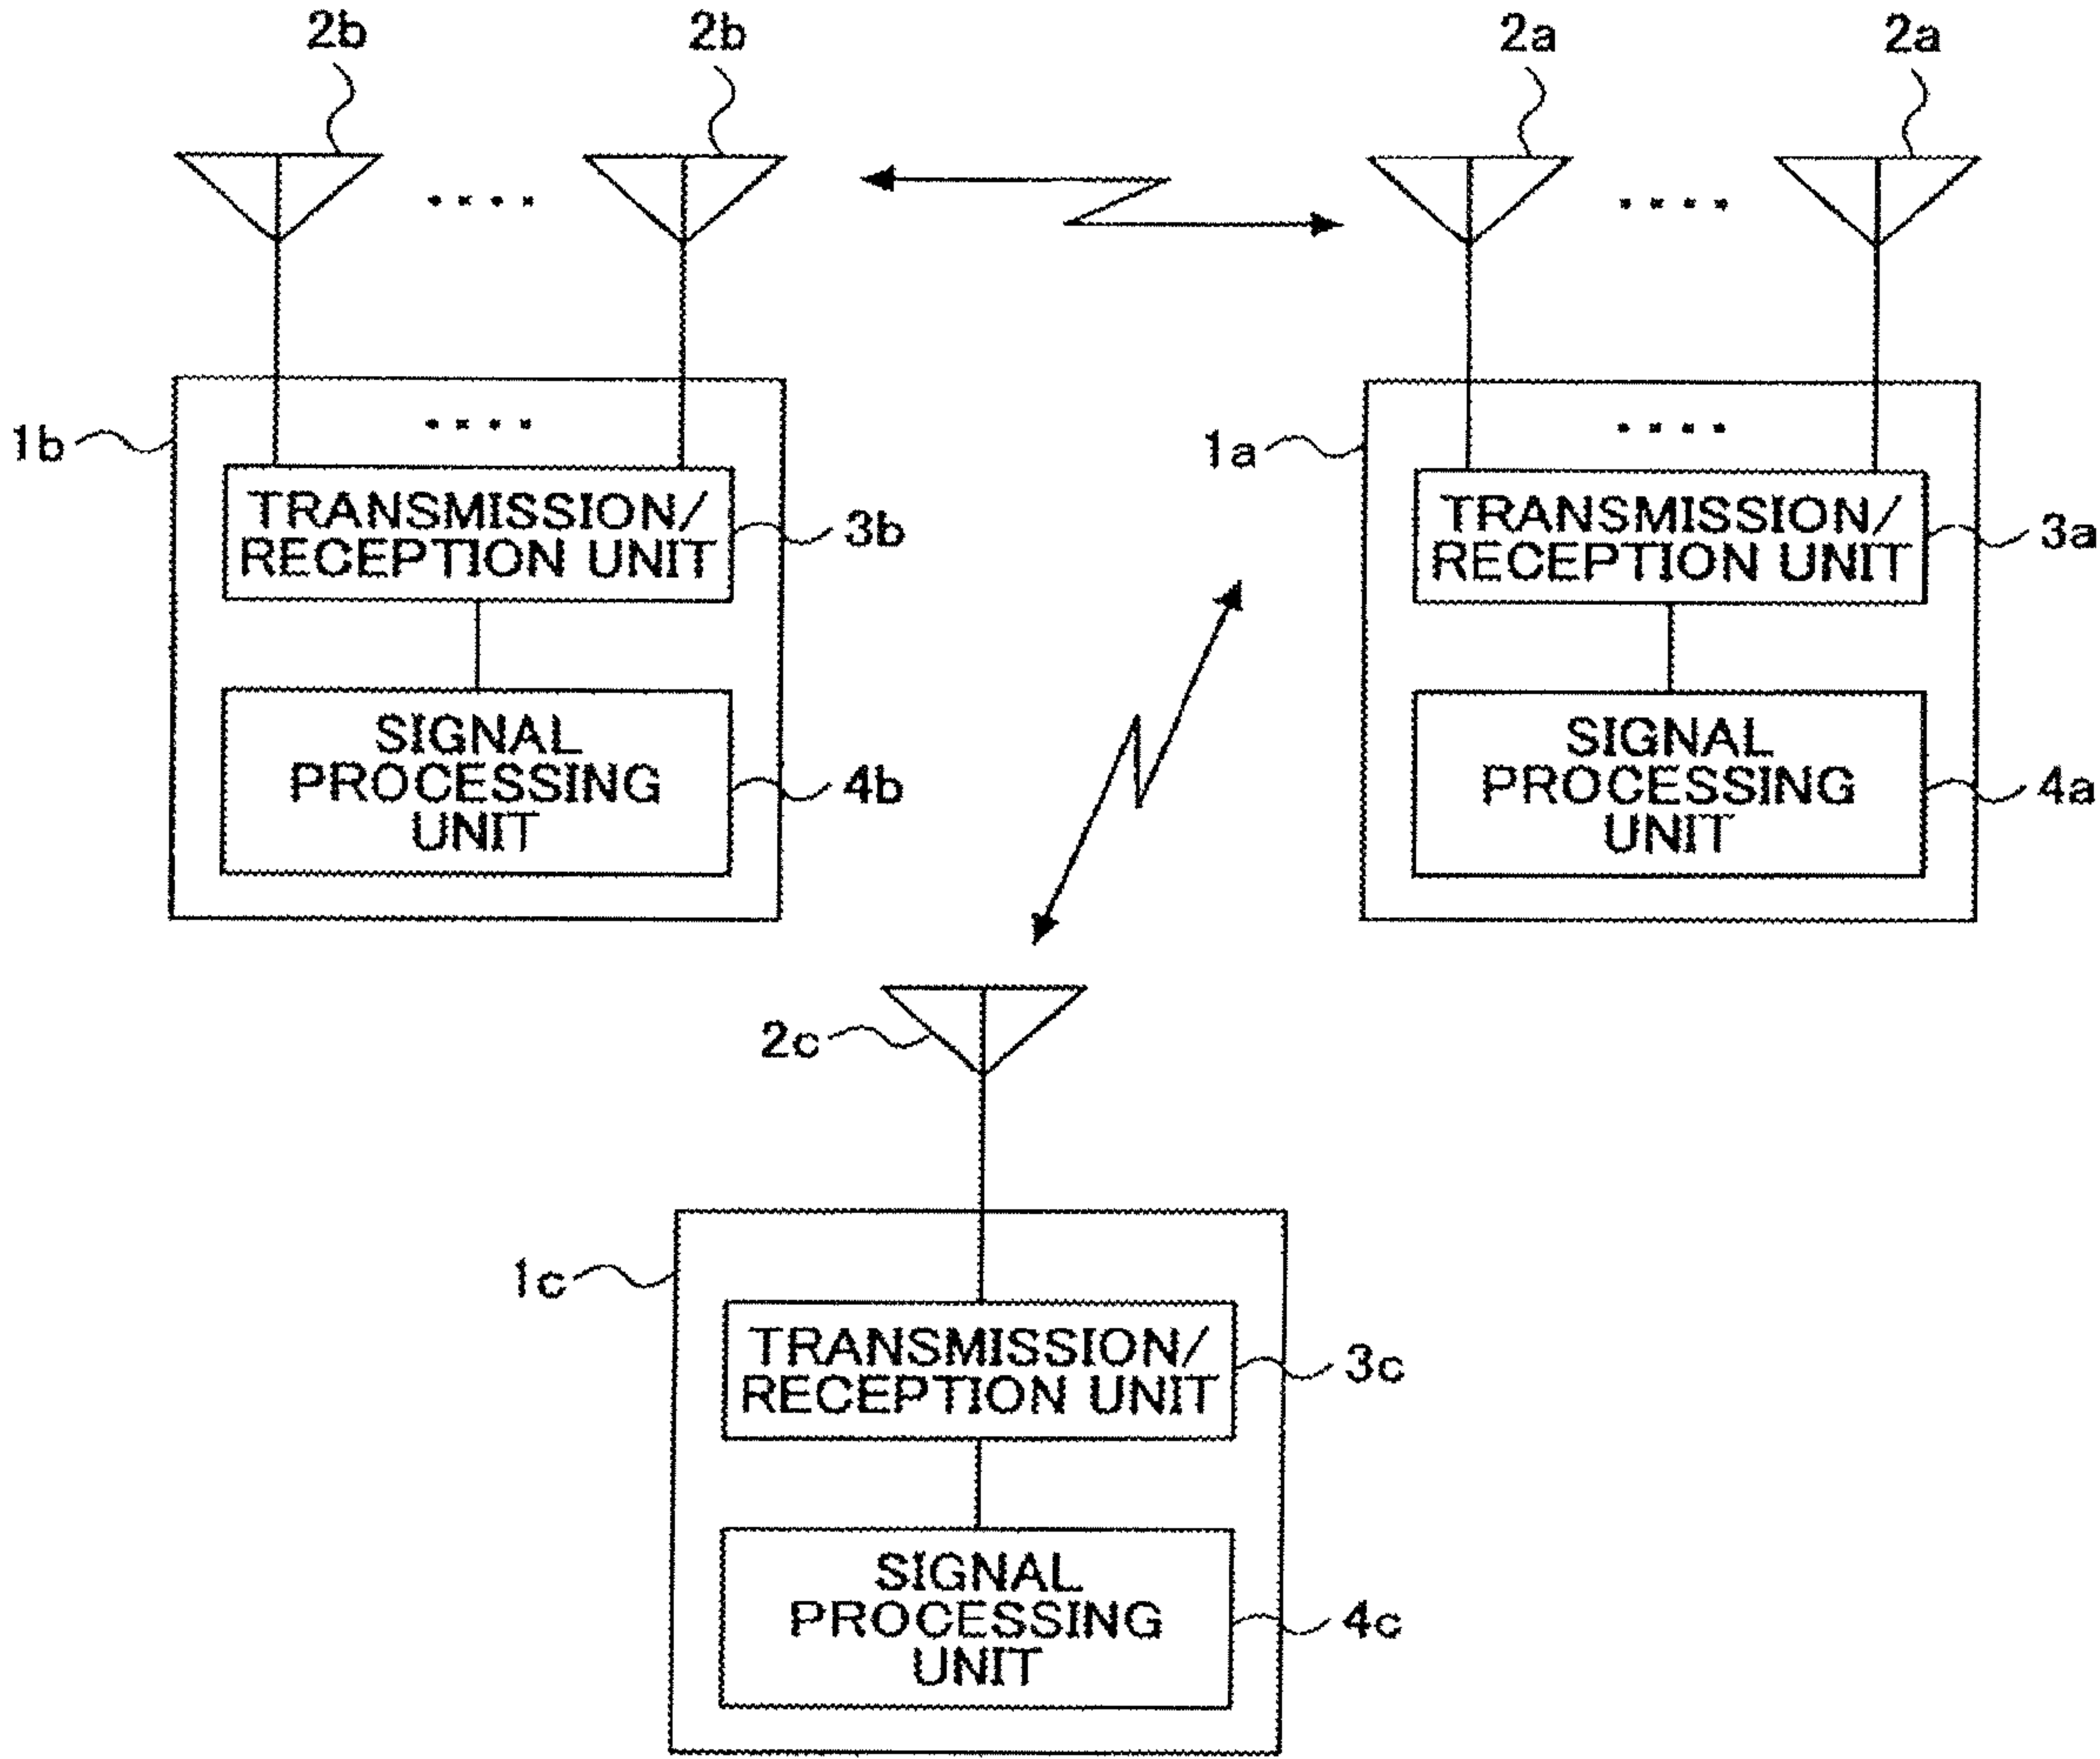 2b
2b
2a
2a
1b
TRANSMISSION/
RECEPTION UNIT
3b
SIGNAL
PROCESSING
UNIT
4b
1a
TRANSMISSION/
RECEPTION UNIT
3a
SIGNAL
PROCESSING
UNIT
4a
2c
1c
TRANSMISSION/
RECEPTION UNIT
3c
SIGNAL
PROCESSING
UNIT
4c